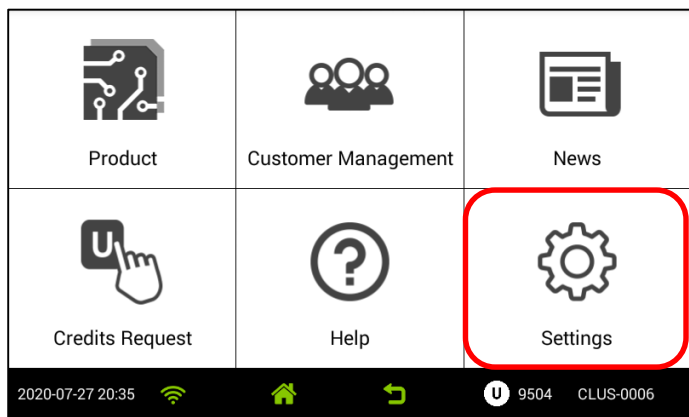 Product
Customer Management
News
U
Credits Request
?
Help
Settings
2020-07-27 20:35
U 9504 CLUS-0006